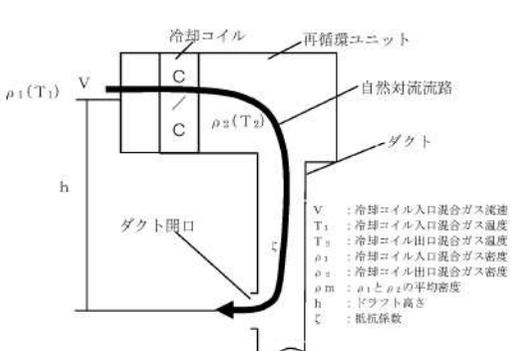 冷却コイル
再循環ユニット
V
C
／
C
ρ₁(T₁)
自然対流流路
ρ₂(T₂)
ダクト
h
ダクト開口
ζ
V ：冷却コイル入口混合ガス流速
T₁ ：冷却コイル入口混合ガス温度
T₂ ：冷却コイル出口混合ガス温度
ρ₁ ：冷却コイル入口混合ガス密度
ρ₂ ：冷却コイル出口混合ガス密度
ρm ：ρ₁とρ₂の平均密度
h ：ドラフト高さ
ζ ：抵抗係数